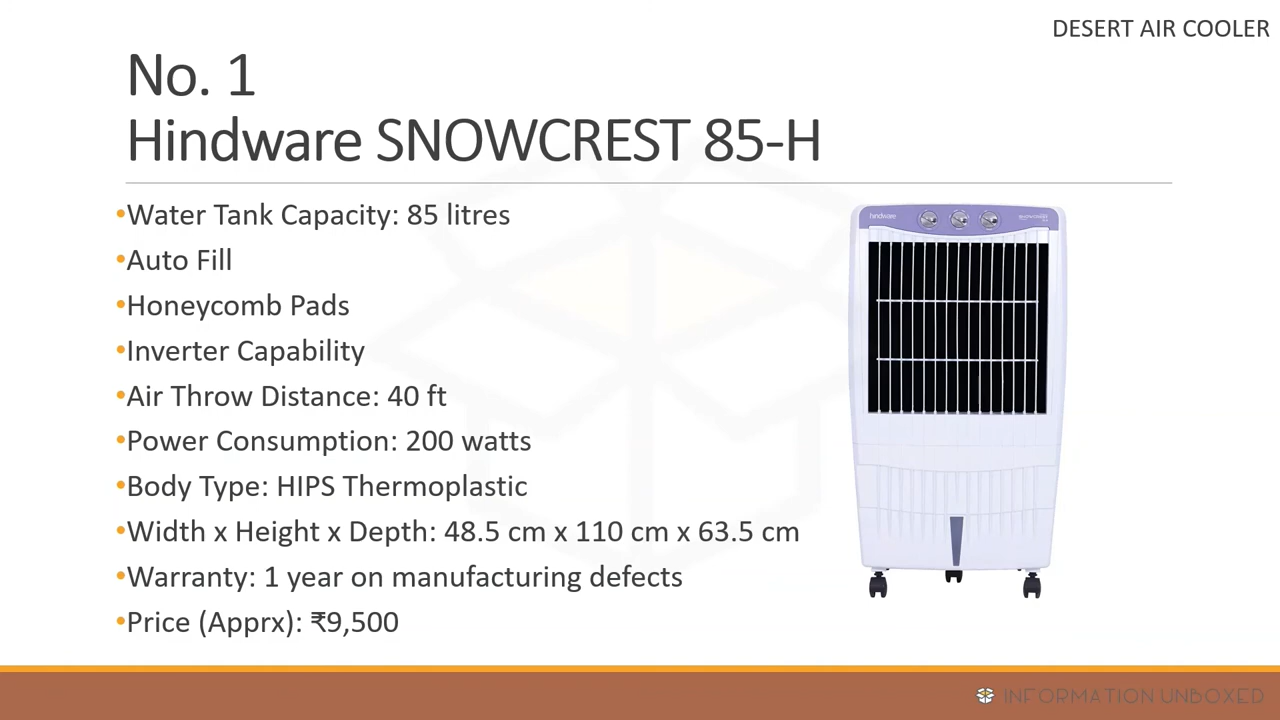 DESERT AIR COOLER
No. 1
Hindware SNOWCREST 85-H
•Water Tank Capacity: 85 litres
•Auto Fill
•Honeycomb Pads
•Inverter Capability
•Air Throw Distance: 40 ft
•Power Consumption: 200 watts
•Body Type: HIPS Thermoplastic
•Width x Height x Depth: 48.5 cm x 110 cm x 63.5 cm
•Warranty: 1 year on manufacturing defects
•Price (Apprx): ₹9,500
hindware
SNOWCREST
INFORMATION UNBOXED